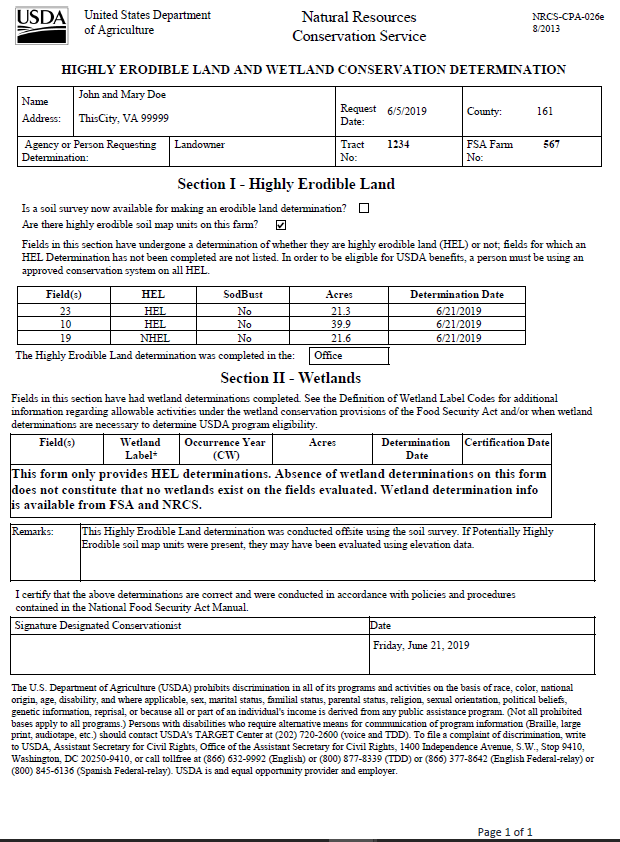 USDA United States Department of Agriculture
Natural Resources Conservation Service
NRCS-CPA-026e
8/2013
HIGHLY ERODIBLE LAND AND WETLAND CONSERVATION DETERMINATION
Name Address: John and Mary Doe ThisCity, VA 99999
Request Date: 6/5/2019
County: 161
Agency or Person Requesting Determination: Landowner
Tract No: 1234
FSA Farm No: 567
Section I - Highly Erodible Land
Is a soil survey now available for making an erodible land determination?
Are there highly erodible soil map units on this farm?
Fields in this section have undergone a determination of whether they are highly erodible land (HEL) or not; fields for which an
HEL Determination has not been completed are not listed. In order to be eligible for USDA benefits, a person must be using an
approved conservation system on all HEL.
Field(s) HEL SodBust Acres Determination Date
23 HEL No 21.3 6/21/2019
10 HEL No 39.9 6/21/2019
19 NHEL No 21.6 6/21/2019
The Highly Erodible Land determination was completed in the: Office
Section II - Wetlands
Fields in this section have had wetland determinations completed. See the Definition of Wetland Label Codes for additional
information regarding allowable activities under the wetland conservation provisions of the Food Security Act and/or when wetland
determinations are necessary to determine USDA program eligibility.
Field(s) Wetland Label* Occurrence Year (CW) Acres Determination Date Certification Date
This form only provides HEL determinations. Absence of wetland determinations on this form
does not constitute that no wetlands exist on the fields evaluated. Wetland determination info
is available from FSA and NRCS.
Remarks: This Highly Erodible Land determination was conducted offsite using the soil survey. If Potentially Highly
Erodible soil map units were present, they may have been evaluated using elevation data.
I certify that the above determinations are correct and were conducted in accordance with policies and procedures
contained in the National Food Security Act Manual.
Signature Designated Conservationist
Date
Friday, June 21, 2019
The U.S. Department of Agriculture (USDA) prohibits discrimination in all of its programs and activities on the basis of race, color, national
origin, age, disability, and where applicable, sex, marital status, familial status, parental status, religion, sexual orientation, political beliefs,
genetic information, reprisal, or because all or part of an individual's income is derived from any public assistance program. (Not all prohibited
bases apply to all programs.) Persons with disabilities who require alternative means for communication of program information (Braille, large
print, audiotape, etc.) should contact USDA's TARGET Center at (202) 720-2600 (voice and TDD). To file a complaint of discrimination, write
to USDA, Assistant Secretary for Civil Rights, Office of the Assistant Secretary for Civil Rights, 1400 Independence Avenue, S.W., Stop 9410,
Washington, DC 20250-9410, or call tollfree at (866) 632-9992 (English) or (800) 877-8339 (TDD) or (866) 377-8642 (English Federal-relay) or
(800) 845-6136 (Spanish Federal-relay). USDA is and equal opportunity provider and employer.
Page 1 of 1